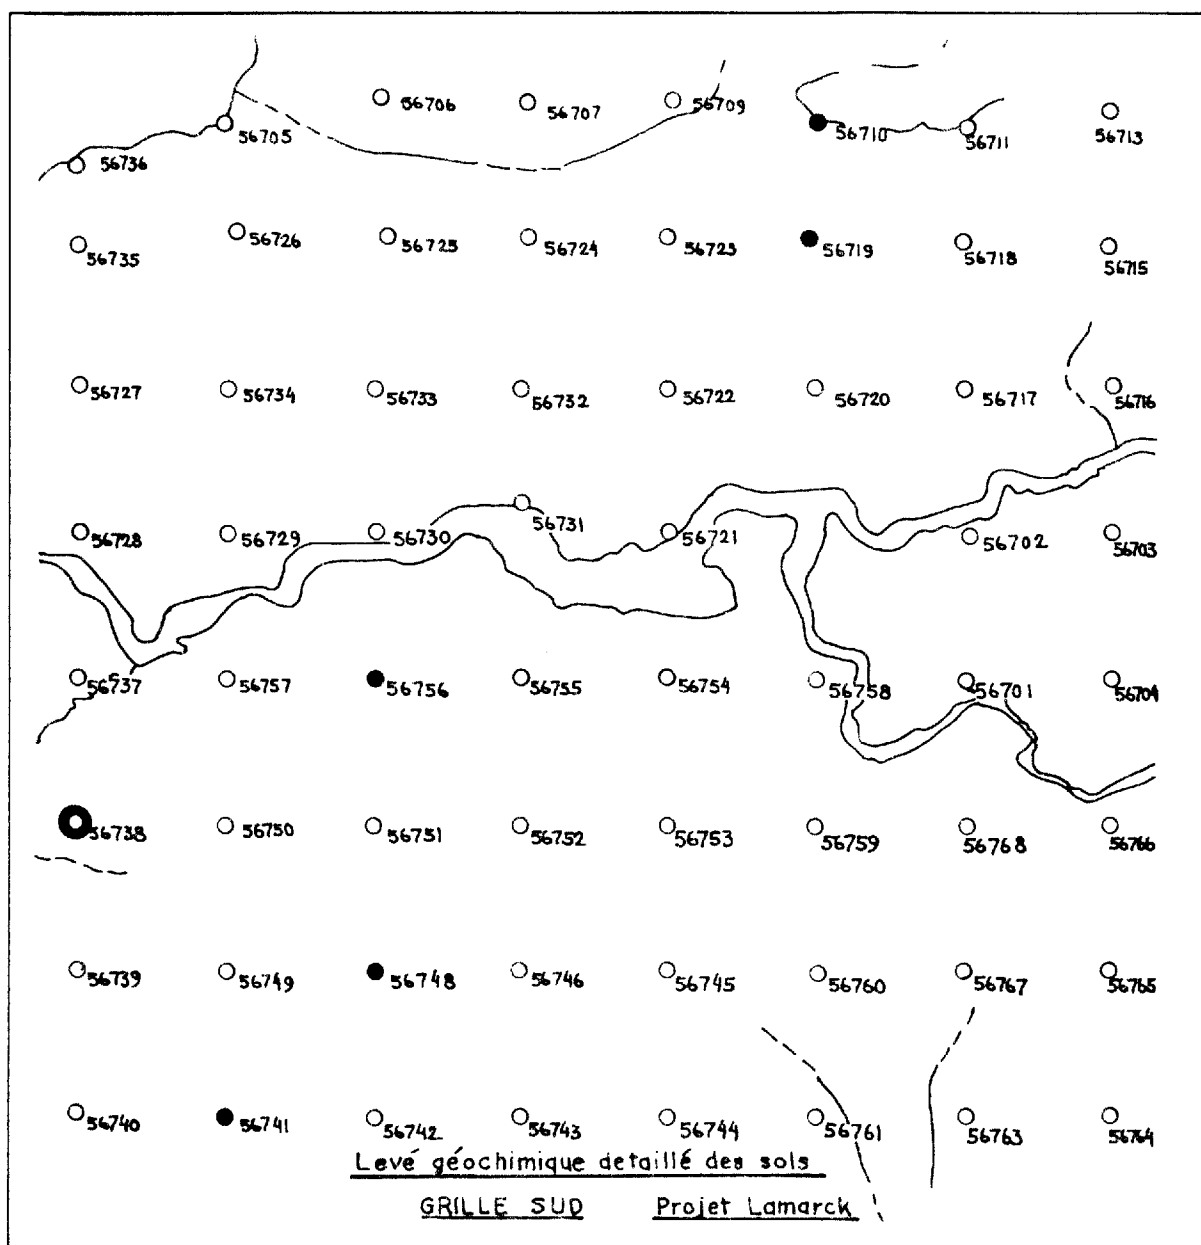 56706 56707 56709
56705 56710 56711 56713
56736
56735 56726 56725 56724 56723 56719 56718 56715
56727 56734 56733 56732 56722 56720 56717 56716
56728 56729 56730 56731 56721 56702 56703
56737 56757 56756 56755 56754 56758 56701 56704
56738 56750 56751 56752 56753 56759 56768 56766
56739 56749 56748 56746 56745 56760 56767 56765
56740 56741 56742 56743 56744 56761 56763 56764
Levé géochimique detaillé des sols
GRILLE SUD Projet Lamarck